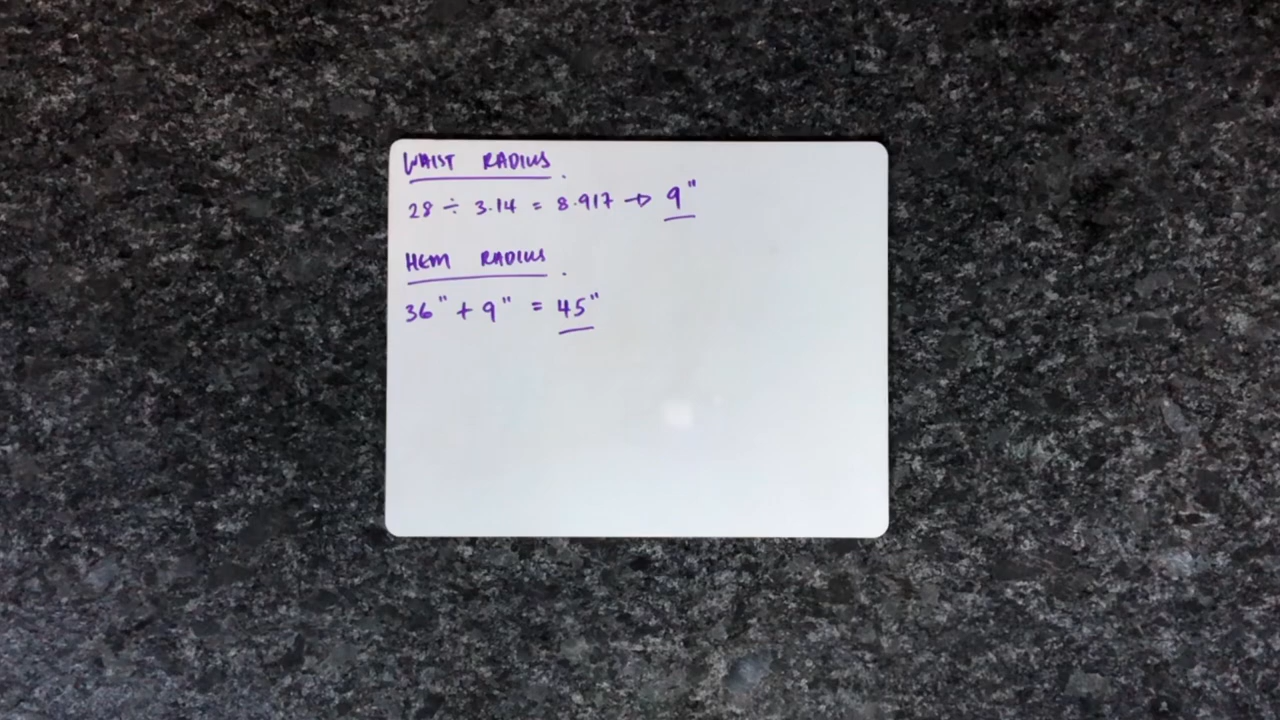 WAIST RADIUS.
28 ÷ 3.14 = 8.917 → 9"
HEM RADIUS.
36" + 9" = 45"